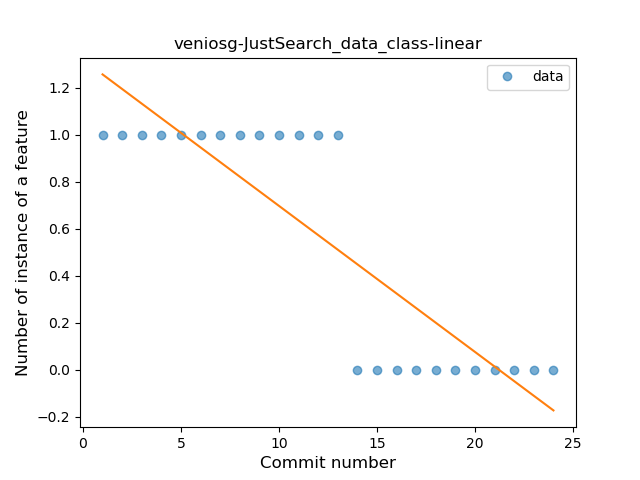 veniosg-JustSearch_data_class-linear
data
Number of instance of a feature
1.2
1.0
0.8
0.6
0.4
0.2
0.0
−0.2
0 5 10 15 20 25
Commit number